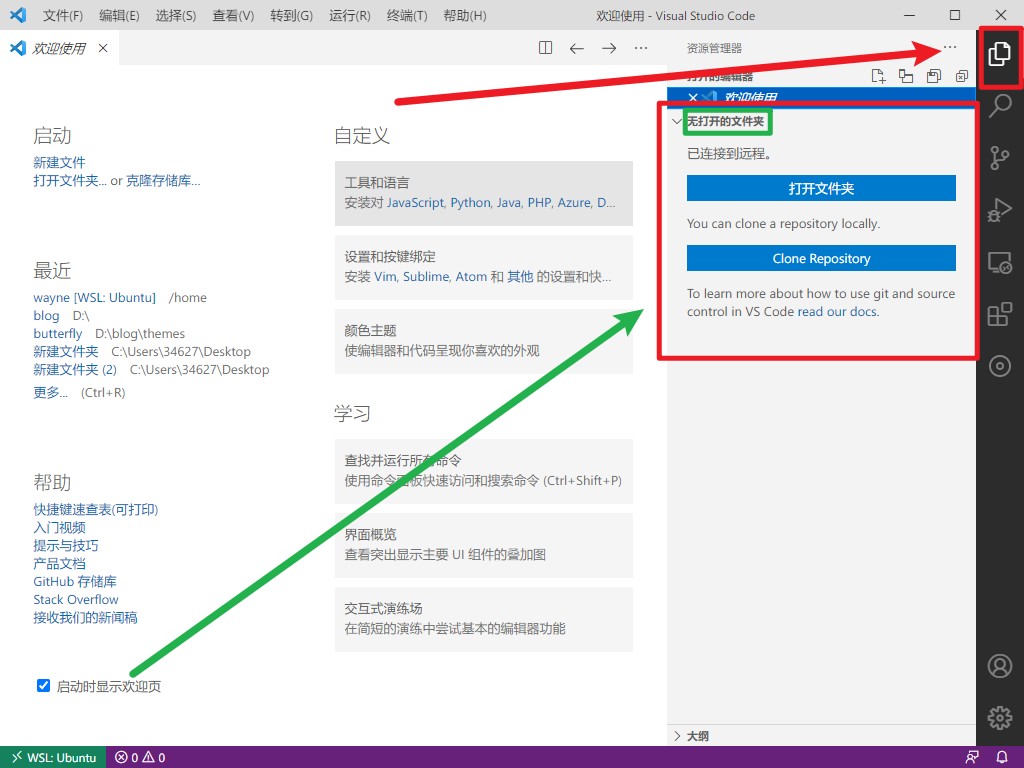 文件(F) 编辑(E) 选择(S) 查看(V) 转到(G) 运行(R) 终端(T) 帮助(H) 欢迎使用 - Visual Studio Code
欢迎使用
启动
新建文件
打开文件夹... or 克隆存储库...
最近
wayne [WSL: Ubuntu] /home
blog D:\
butterfly D:\blog\themes
新建文件夹 C:\Users\34627\Desktop
新建文件夹 (2) C:\Users\34627\Desktop
更多... (Ctrl+R)
帮助
快捷键速查表(可打印)
入门视频
提示与技巧
产品文档
GitHub 存储库
Stack Overflow
接收我们的新闻稿
启动时显示欢迎页
自定义
工具和语言
安装对 JavaScript, Python, Java, PHP, Azure, D...
设置和按键绑定
安装 Vim, Sublime, Atom 和 其他 的设置和快...
颜色主题
使编辑器和代码呈现你喜欢的外观
学习
查找并运行所有命令
使用命令面板快速访问和搜索命令 (Ctrl+Shift+P)
界面概览
查看突出显示主要 UI 组件的叠加图
交互式演练场
在简短的演练中尝试基本的编辑器功能
资源管理器
打开的编辑器
欢迎使用
无打开的文件夹
已连接到远程。
打开文件夹
You can clone a repository locally.
Clone Repository
To learn more about how to use git and source
control in VS Code read our docs.
大纲
WSL: Ubuntu 0 0